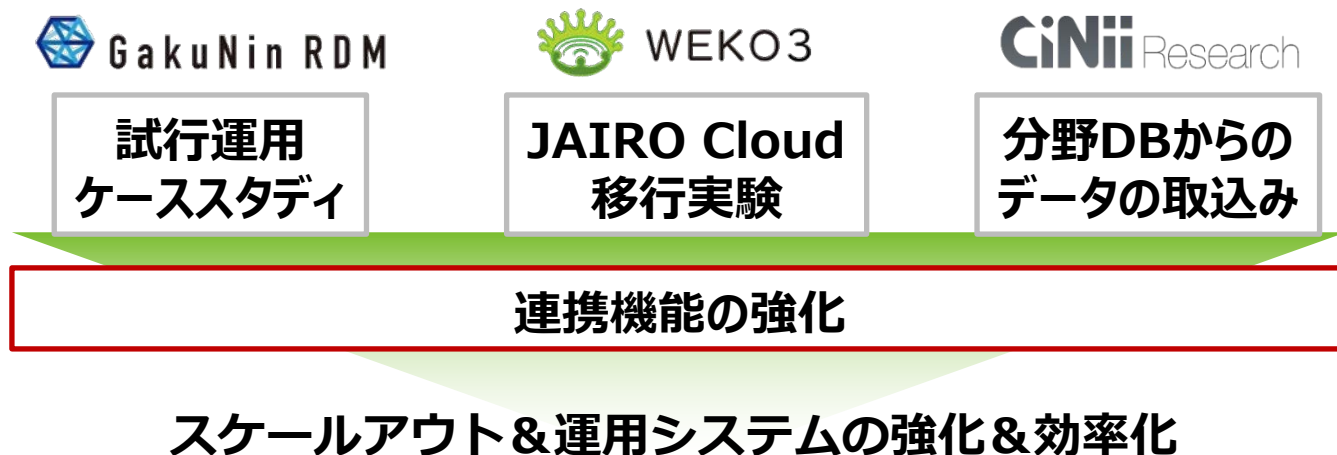 GakuNin RDM
WEKO3
CiNii Research
試行運用
ケーススタディ
JAIRO Cloud
移行実験
分野DBからの
データの取込み
連携機能の強化
スケールアウト＆運用システムの強化＆効率化